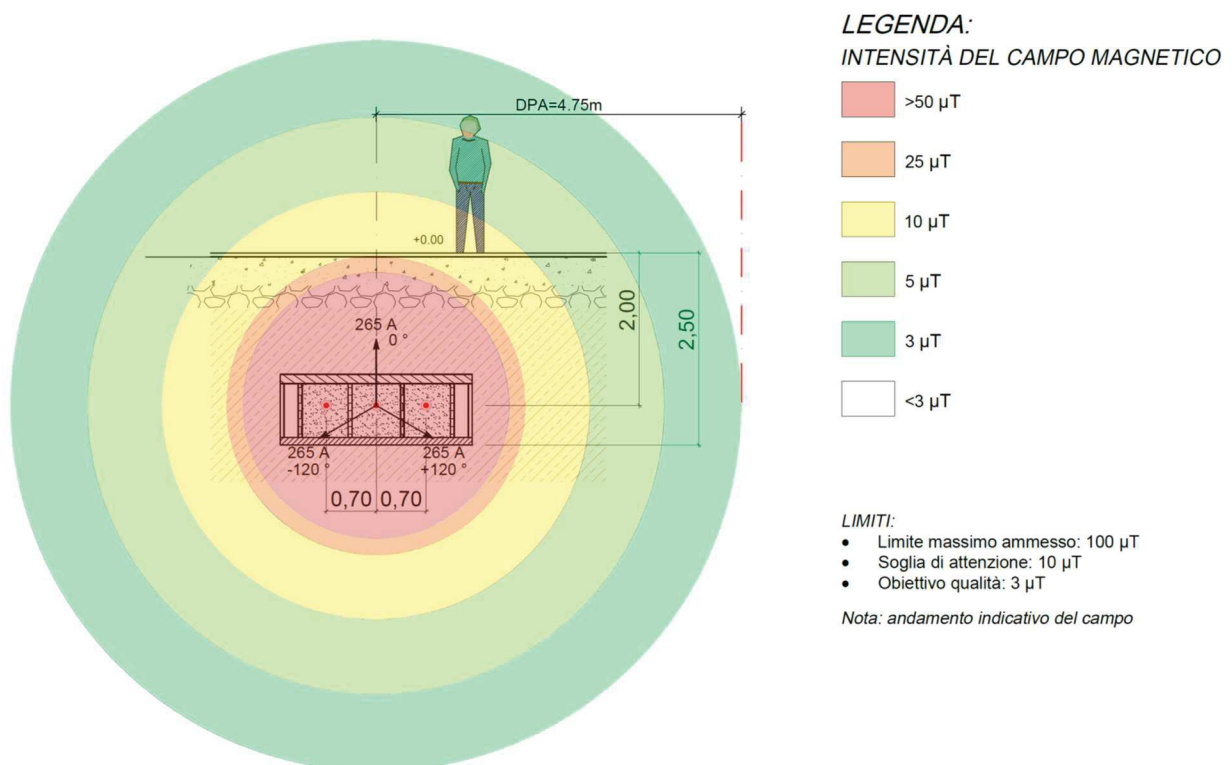 LEGENDA:
INTENSITÀ DEL CAMPO MAGNETICO
>50 µT
25 µT
10 µT
5 µT
3 µT
<3 µT
DPA=4.75m
+0.00
2,00
2,50
265 A
0 °
265 A
-120 °
265 A
+120 °
0,70 0,70
LIMITI:
• Limite massimo ammesso: 100 µT
• Soglia di attenzione: 10 µT
• Obiettivo qualità: 3 µT
Nota: andamento indicativo del campo